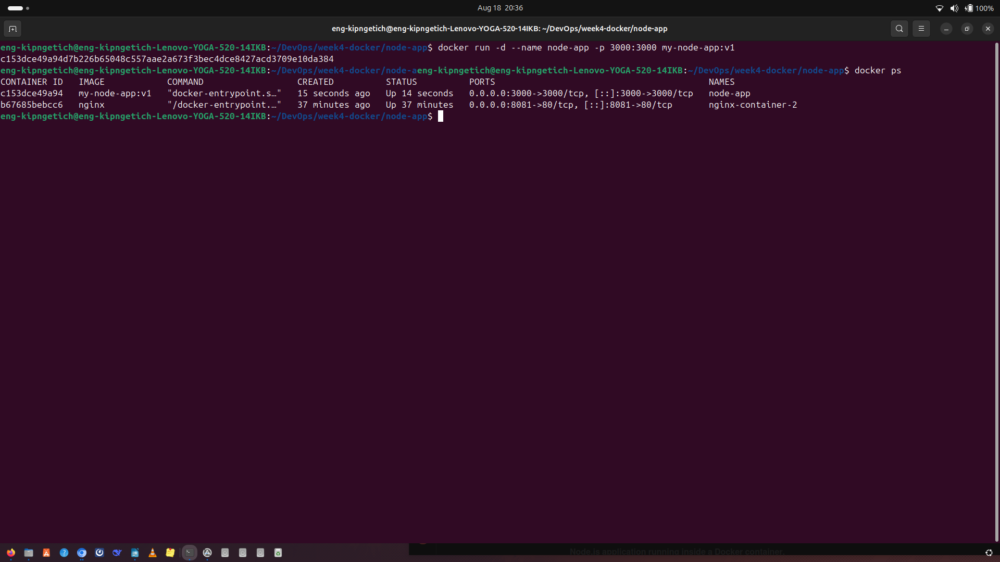 Aug 18 20:36
100%
eng-kipngetich@eng-kipngetich-Lenovo-YOGA-520-14IKB: ~/DevOps/week4-docker/node-app
eng-kipngetich@eng-kipngetich-Lenovo-YOGA-520-14IKB:~/DevOps/week4-docker/node-app$ docker run -d --name node-app -p 3000:3000 my-node-app:v1
c153dce49a94d7b226b65048c557aae2a673f3bec4dce8427acd3709e10da384
eng-kipngetich@eng-kipngetich-Lenovo-YOGA-520-14IKB:~/DevOps/week4-docker/node-aeng-kipngetich@eng-kipngetich-Lenovo-YOGA-520-14IKB:~/DevOps/week4-docker/node-app$ docker ps
CONTAINER ID   IMAGE            COMMAND                  CREATED          STATUS          PORTS                                         NAMES
c153dce49a94   my-node-app:v1   "docker-entrypoint.s…"   15 seconds ago   Up 14 seconds   0.0.0.0:3000->3000/tcp, [::]:3000->3000/tcp   node-app
b67685bebcc6   nginx            "/docker-entrypoint.…"   37 minutes ago   Up 37 minutes   0.0.0.0:8081->80/tcp, [::]:8081->80/tcp       nginx-container-2
eng-kipngetich@eng-kipngetich-Lenovo-YOGA-520-14IKB:~/DevOps/week4-docker/node-app$
Node.js application running inside a Docker container.